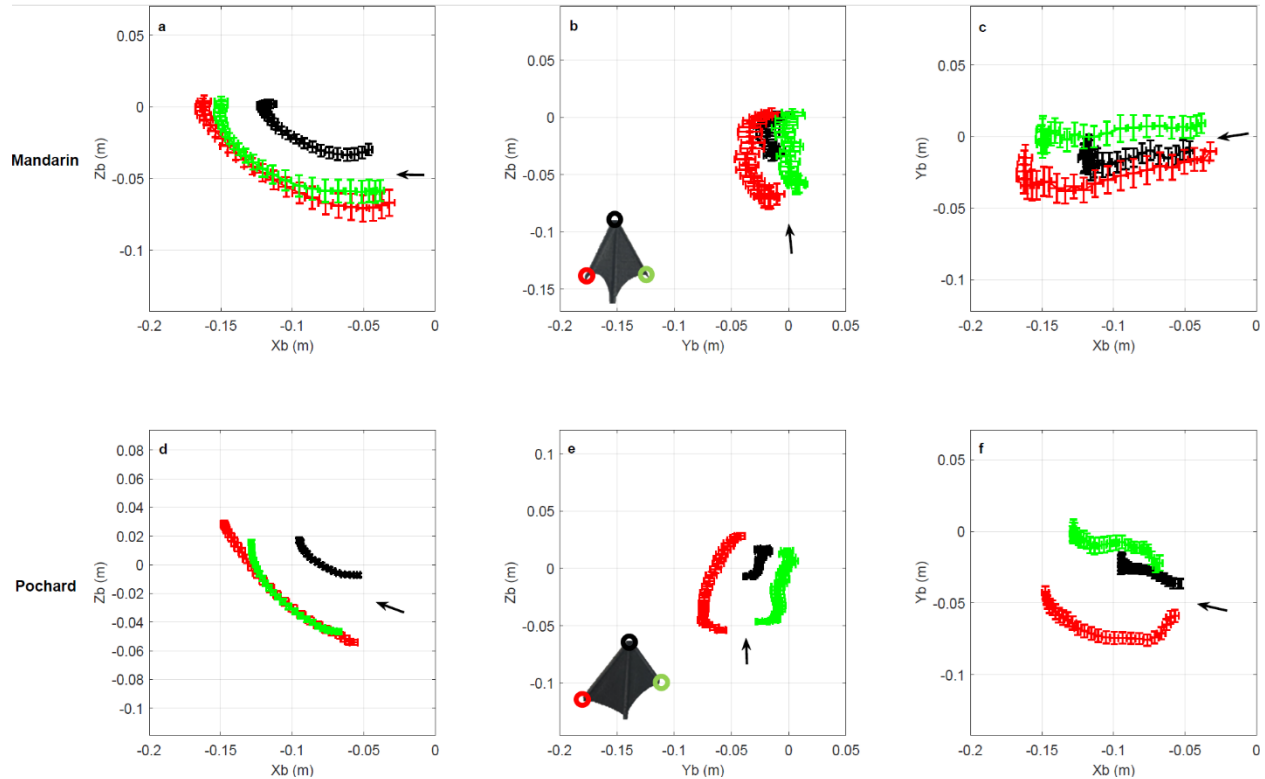 Mandarin
a
0.05
0
-0.05
-0.1
Zb (m)
-0.2 -0.15 -0.1 -0.05 0
Xb (m)
b
0.05
0
-0.05
-0.1
-0.15
Zb (m)
-0.2 -0.15 -0.1 -0.05 0 0.05
Yb (m)
c
0.05
0
-0.05
-0.1
Yb (m)
-0.2 -0.15 -0.1 -0.05 0
Xb (m)
Pochard
d
0.08
0.06
0.04
0.02
0
-0.02
-0.04
-0.06
-0.08
-0.1
Zb (m)
-0.2 -0.15 -0.1 -0.05 0
Xb (m)
e
0.1
0.05
0
-0.05
-0.1
Zb (m)
-0.2 -0.15 -0.1 -0.05 0 0.05
Yb (m)
f
0.05
0
-0.05
-0.1
Yb (m)
-0.2 -0.15 -0.1 -0.05 0
Xb (m)